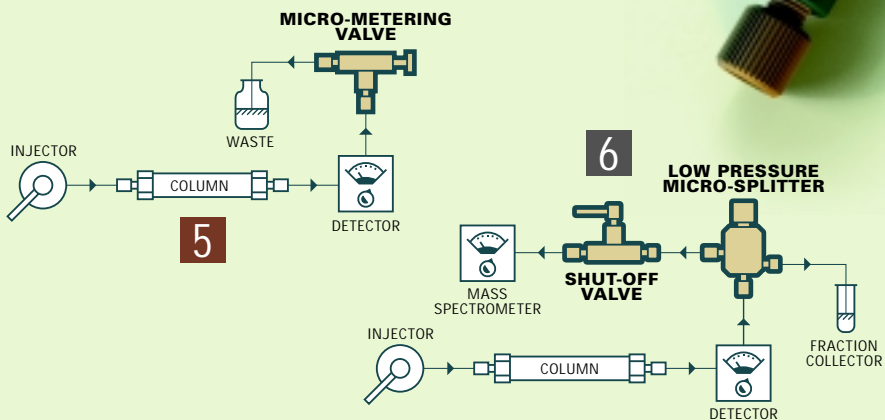 MICRO-METERING
VALVE
WASTE
INJECTOR
COLUMN
DETECTOR
5
6
LOW PRESSURE
MICRO-SPLITTER
MASS
SPECTROMETER
SHUT-OFF
VALVE
FRACTION
COLLECTOR
INJECTOR
COLUMN
DETECTOR